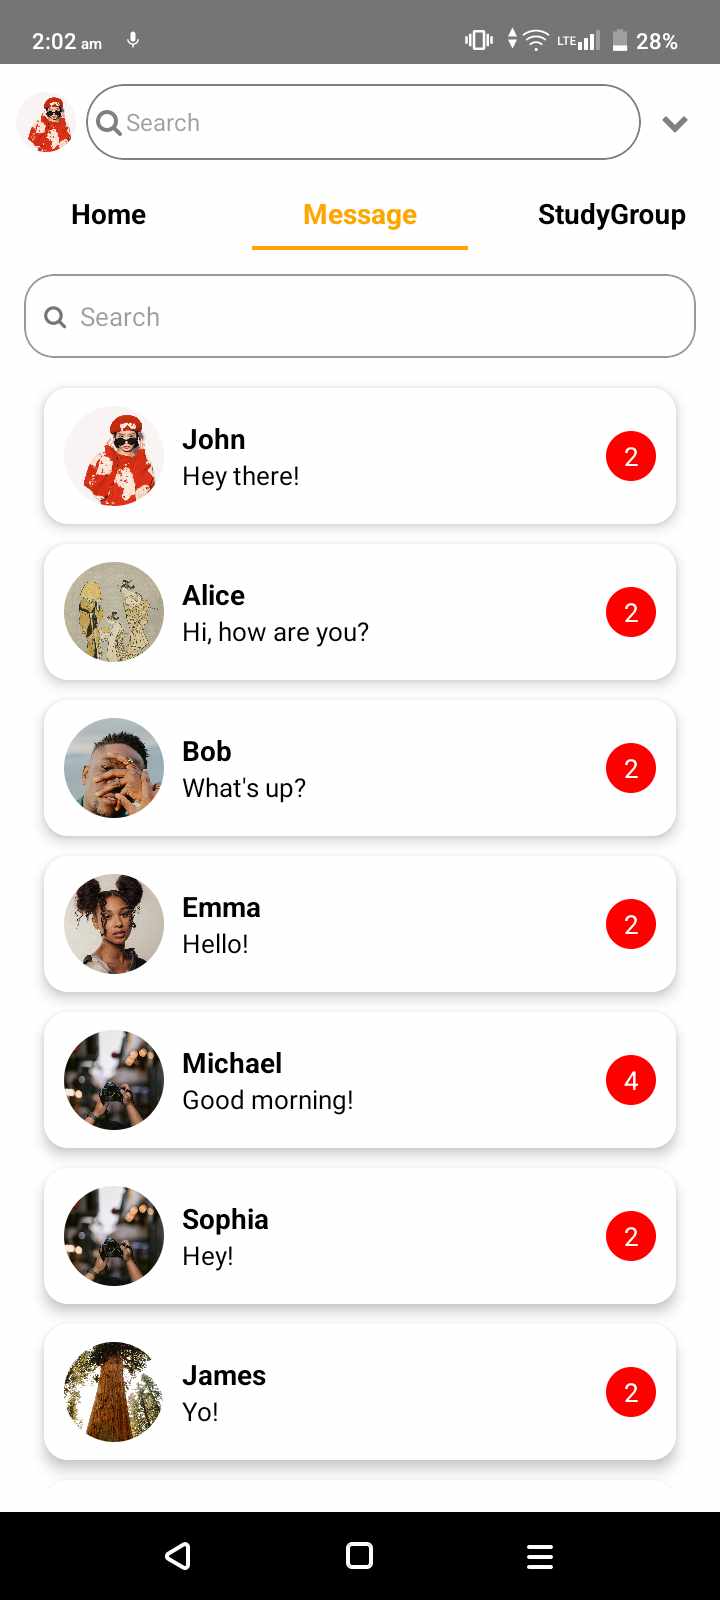 2:02 am
LTE 28%
Search
Home Message StudyGroup
Search
John
Hey there!
2
Alice
Hi, how are you?
2
Bob
What's up?
2
Emma
Hello!
2
Michael
Good morning!
4
Sophia
Hey!
2
James
Yo!
2